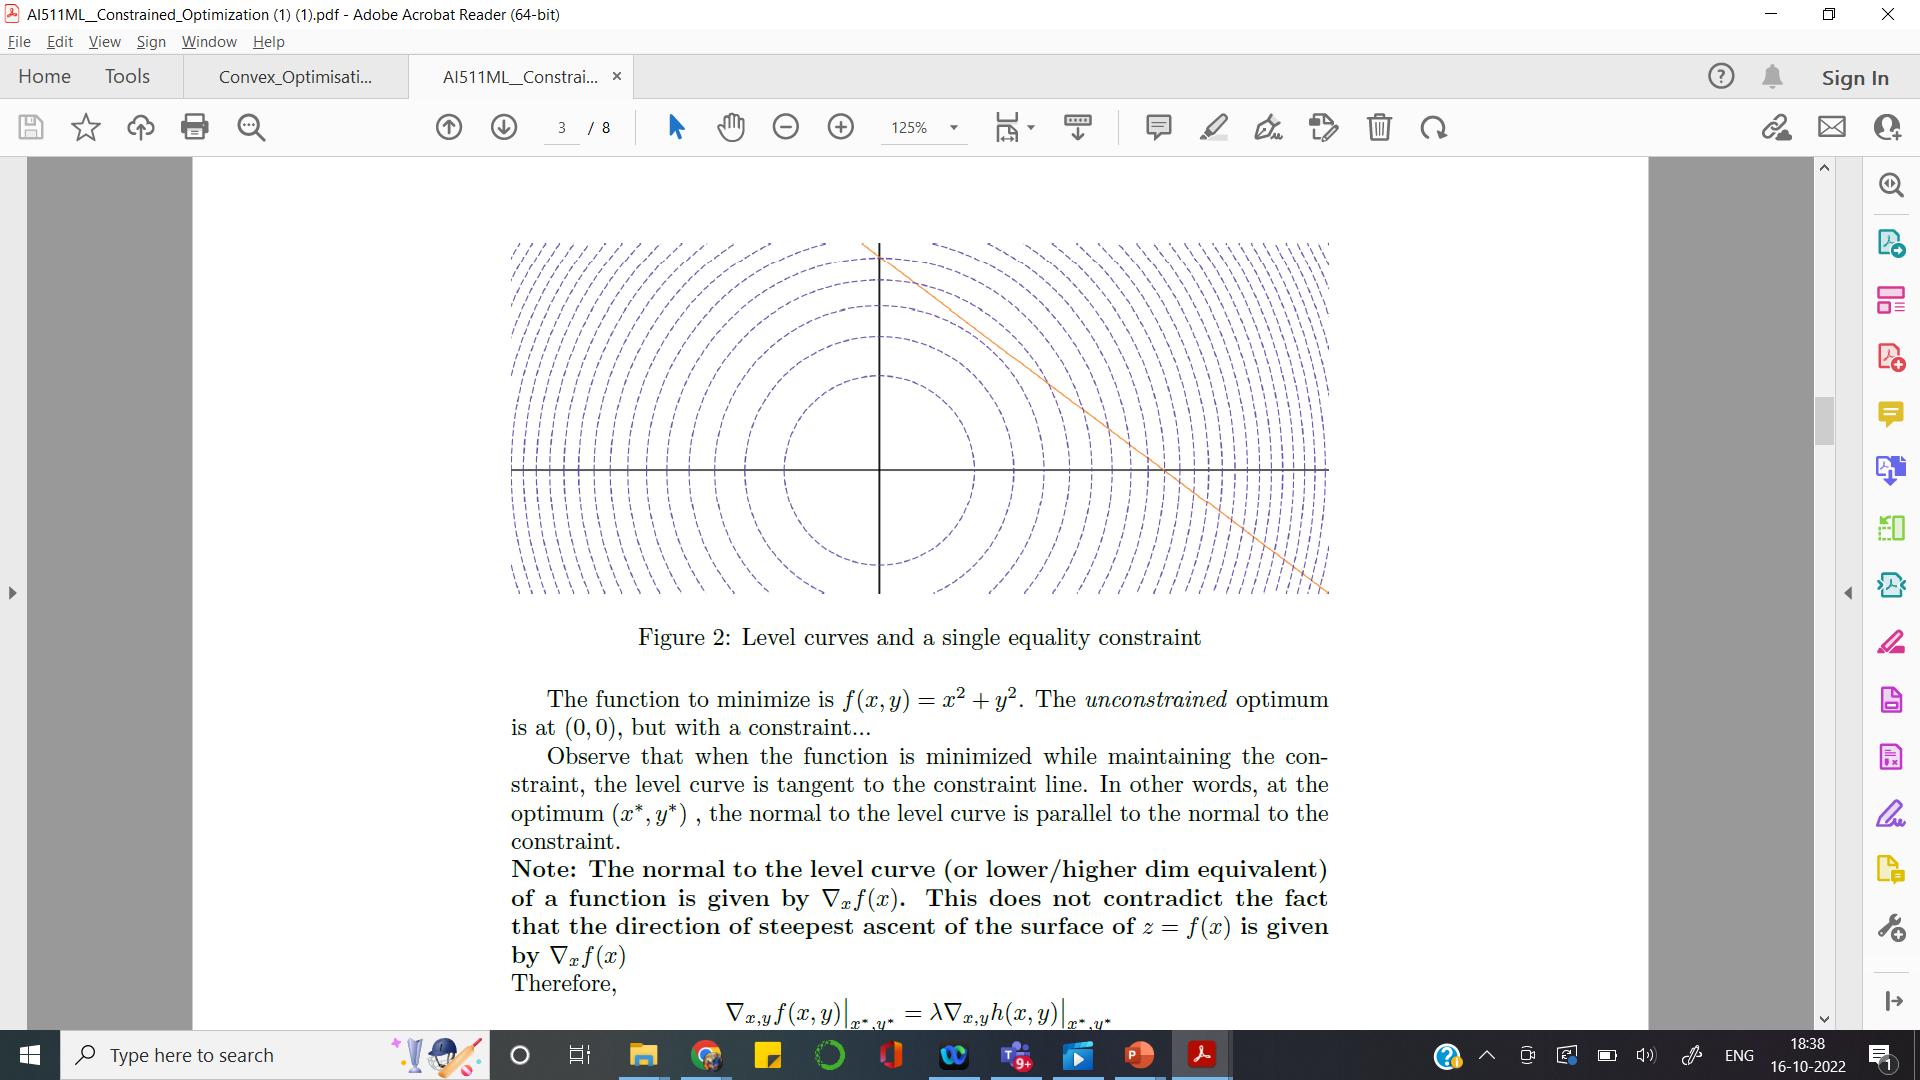 AI511ML__Constrained_Optimization (1) (1).pdf - Adobe Acrobat Reader (64-bit)
File Edit View Sign Window Help
Home Tools Convex_Optimisati... AI511ML__Constrai... × Sign In
3 / 8 125%
Figure 2: Level curves and a single equality constraint
The function to minimize is f(x, y) = x² + y². The unconstrained optimum
is at (0, 0), but with a constraint...
Observe that when the function is minimized while maintaining the con-
straint, the level curve is tangent to the constraint line. In other words, at the
optimum (x*, y*) , the normal to the level curve is parallel to the normal to the
constraint.
Note: The normal to the level curve (or lower/higher dim equivalent)
of a function is given by ∇ₓf(x). This does not contradict the fact
that the direction of steepest ascent of the surface of z = f(x) is given
by ∇ₓf(x)
Therefore,
∇x,y f(x, y)|x*,y* = λ∇x,y h(x, y)|x*,y*
Type here to search
9+
ENG
18:38
16-10-2022
1